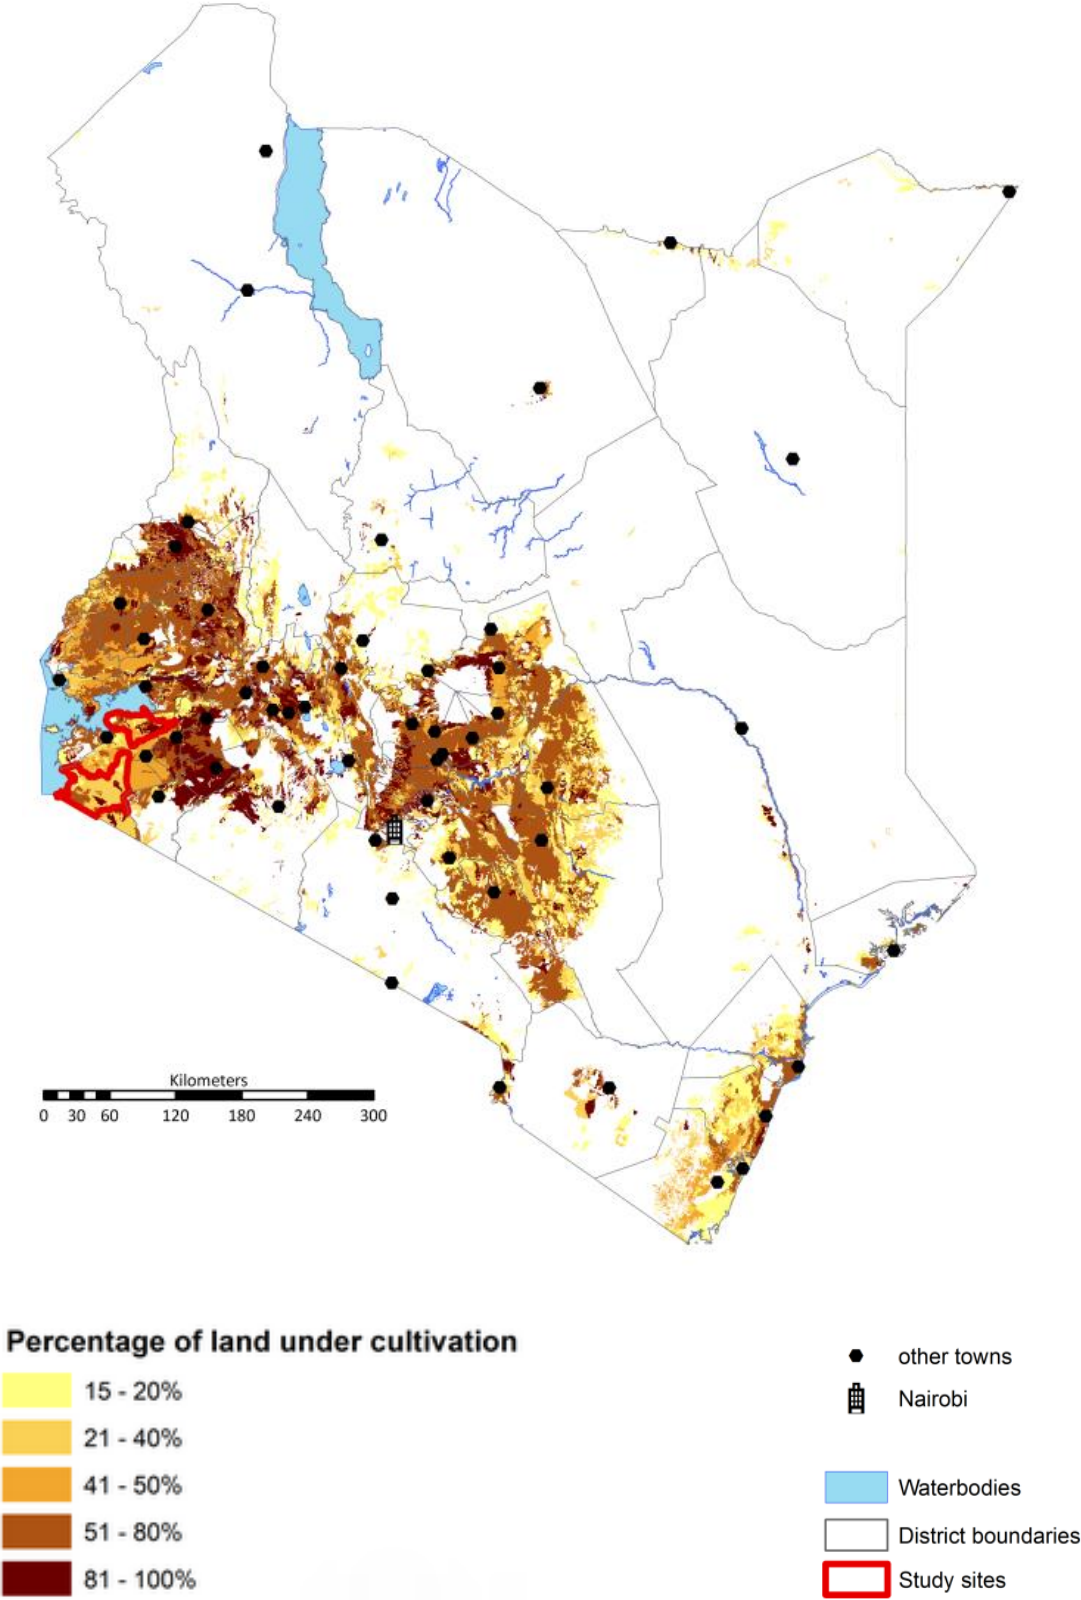 Kilometers
0 30 60 120 180 240 300
Percentage of land under cultivation
15 - 20%
21 - 40%
41 - 50%
51 - 80%
81 - 100%
other towns
Nairobi
Waterbodies
District boundaries
Study sites